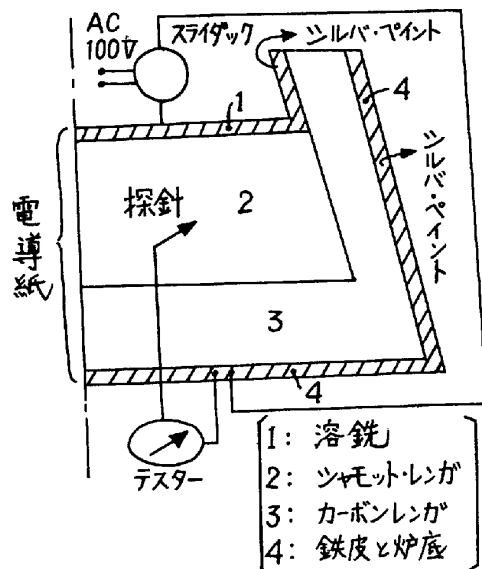 AC
100V
スライダック
シルバ・ペイント
1
4
シルバ・ペイント
電導紙
探針
2
3
4
テスター
1: 溶銑
2: シャモット・レンガ
3: カーボンレンガ
4: 鉄皮と炉底